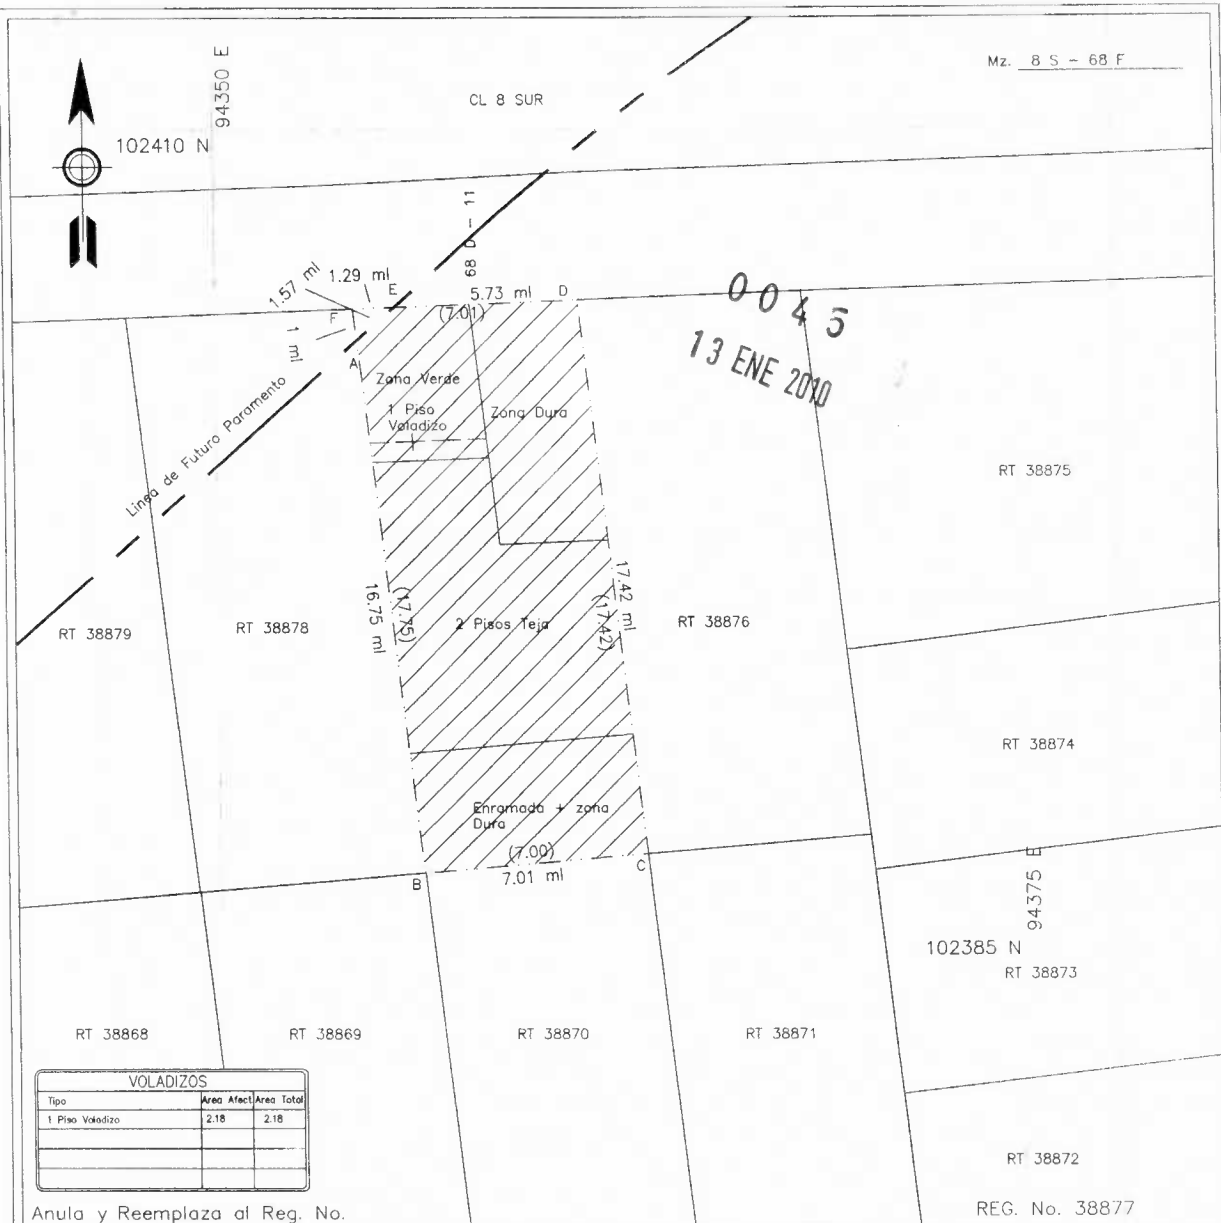 Mz. 8 S - 68 F
94350 E
CL 8 SUR
102410 N
68 D - 11
1.57 ml
1.29 ml
E
5.73 ml
D
(7.01)
F
1 ml
A
0045
13 ENE 2010
Zona Verde
1 Piso
Voladizo
Zona Dura
Linea de Futuro Paramento
RT 38875
16.75 ml
(17.75)
17.42 ml
(17.42)
2 Pisos Teja
RT 38879
RT 38878
RT 38876
RT 38874
Enramada + zona
Dura
(7.00)
7.01 ml
B
C
94375 E
102385 N
RT 38873
RT 38868
RT 38869
RT 38870
RT 38871
VOLADIZOS
Tipo Area Afect Area Total
1 Piso Voladizo 2.18 2.18
RT 38872
Anula y Reemplaza al Reg. No.
REG. No. 38877